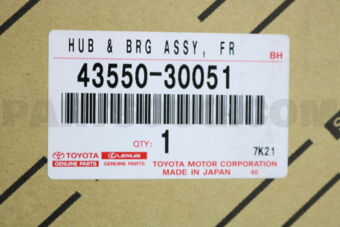 HUB & BRG ASSY, FR
BH
43550-30051
QTY:
1
7K21
TOYOTA
GENUINE PARTS
LEXUS
GENUINE PARTS
TOYOTA MOTOR CORPORATION
MADE IN JAPAN 40